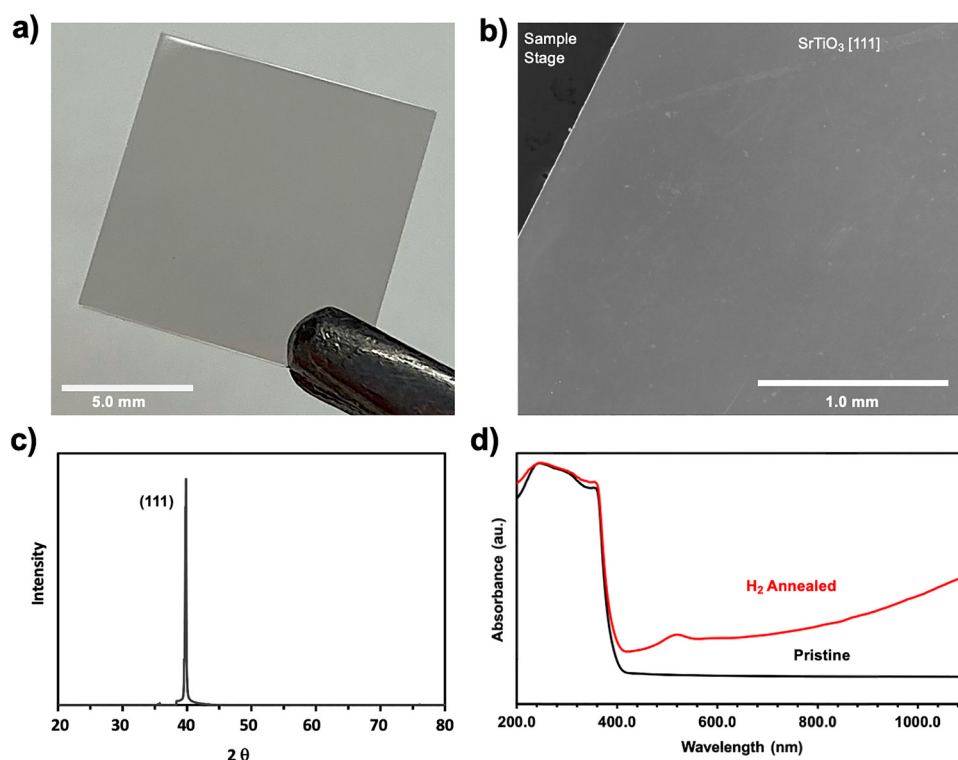 a)
5.0 mm
b)
Sample
Stage
SrTiO₃ [111]
1.0 mm
c)
(111)
Intensity
20 30 40 50 60 70 80
2 θ
d)
Absorbance (au.)
H₂ Annealed
Pristine
200.0 400.0 600.0 800.0 1000.0
Wavelength (nm)